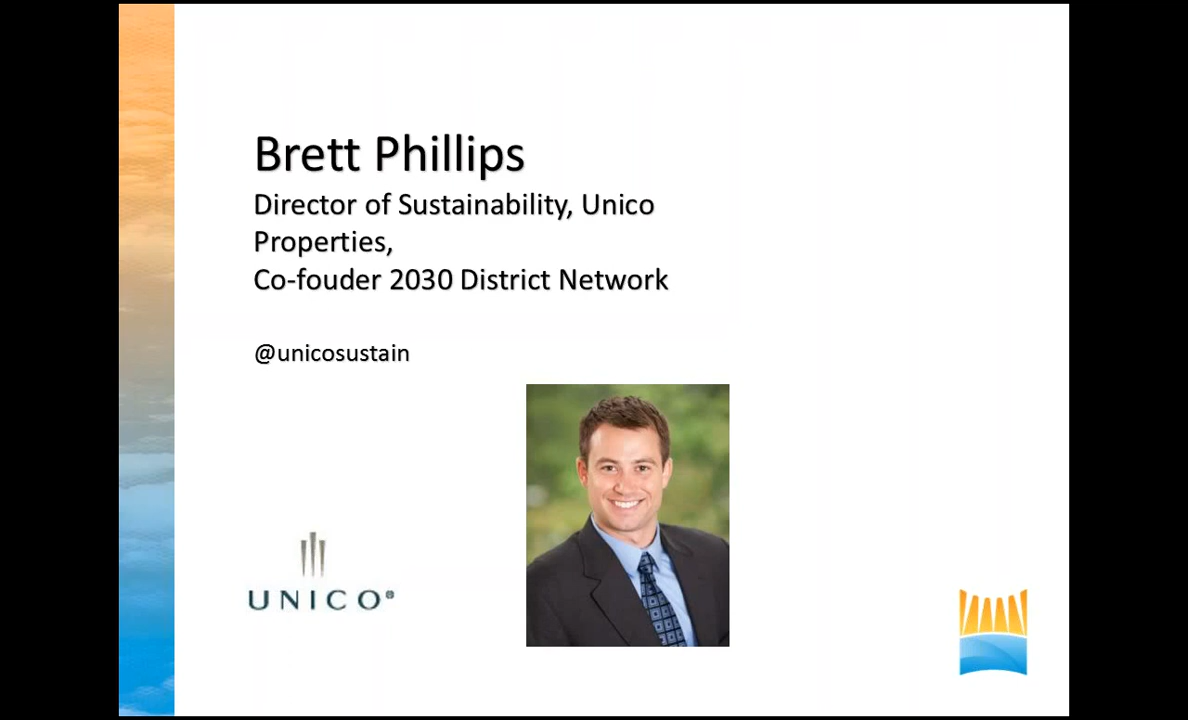 Brett Phillips
Director of Sustainability, Unico
Properties,
Co-fouder 2030 District Network
@unicosustain
UNICO®